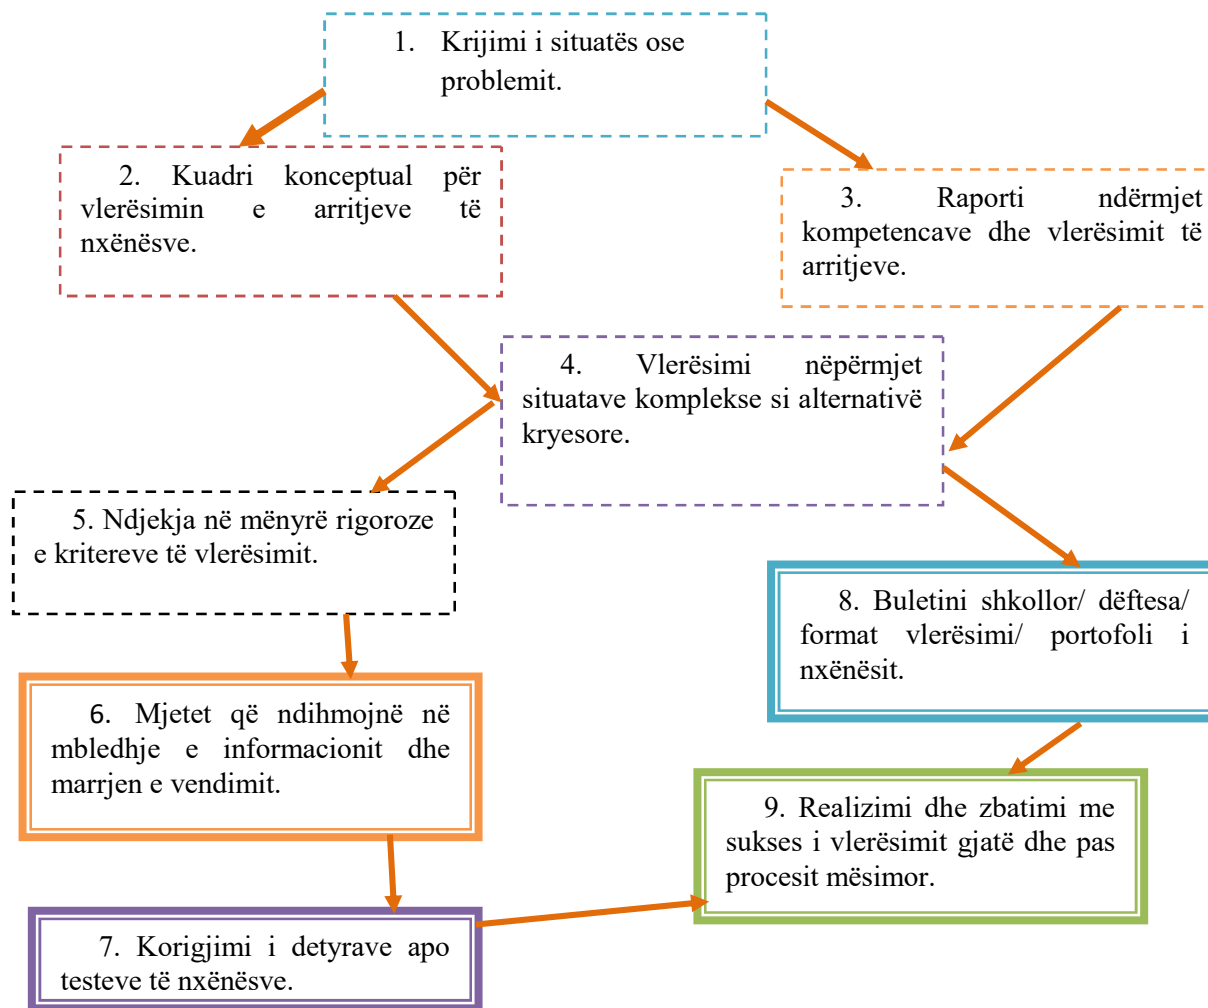 1. Krijimi i situatës ose
problemit.
2. Kuadri konceptual për
vlerësimin e arritjeve të
nxënësve.
3. Raporti ndërmjet
kompetencave dhe vlerësimit të
arritjeve.
4. Vlerësimi nëpërmjet
situatave komplekse si alternativë
kryesore.
5. Ndjekja në mënyrë rigoroze
e kritereve të vlerësimit.
6. Mjetet që ndihmojnë në
mbledhje e informacionit dhe
marrjen e vendimit.
7. Korigjimi i detyrave apo
testeve të nxënësve.
8. Buletini shkollor/ dëftesa/
format vlerësimi/ portofoli i
nxënësit.
9. Realizimi dhe zbatimi me
sukses i vlerësimit gjatë dhe pas
procesit mësimor.